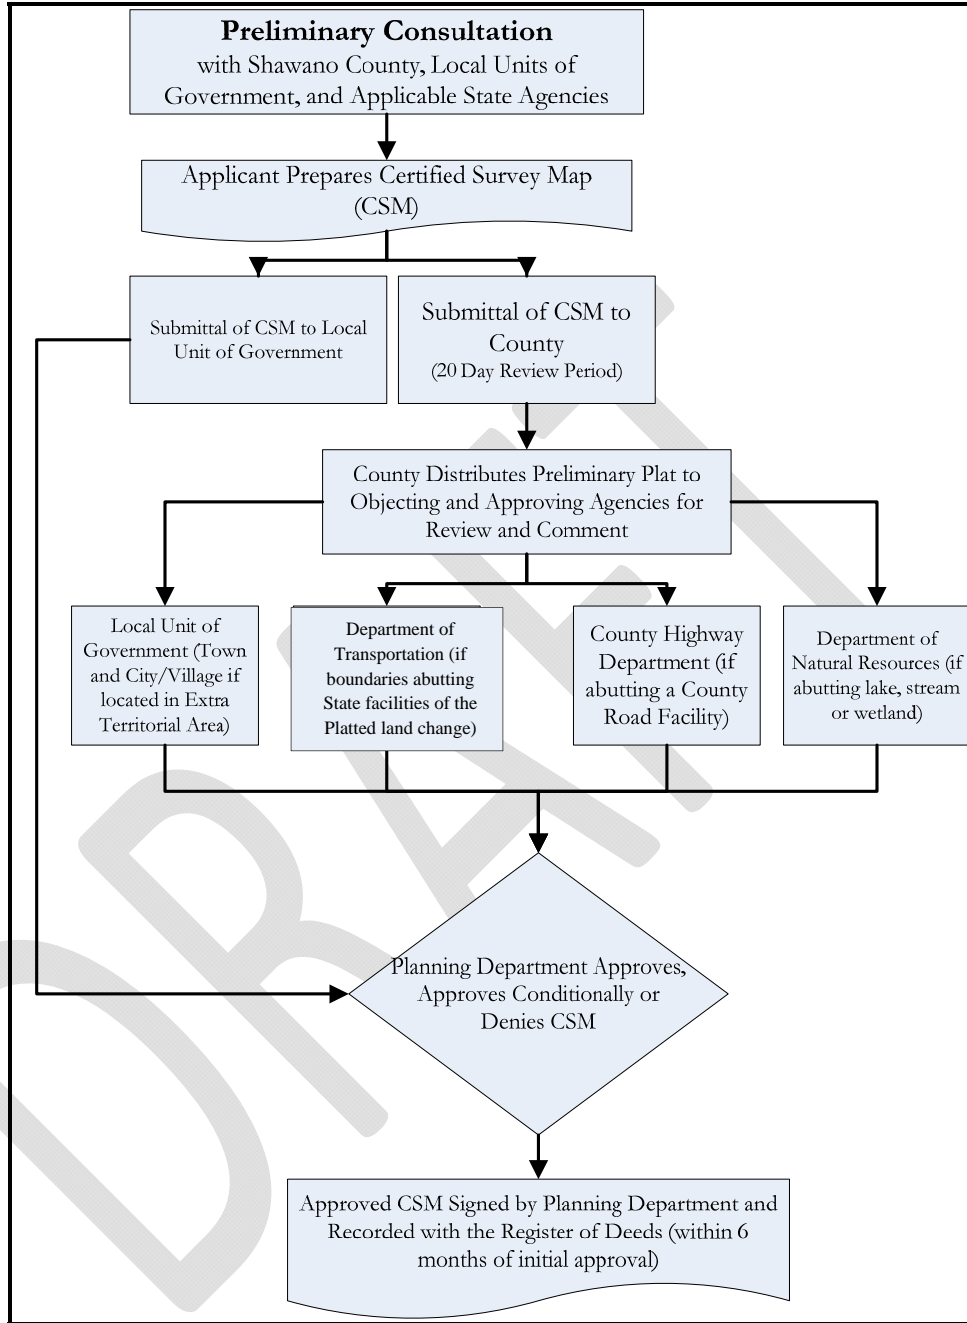 Preliminary Consultation
with Shawano County, Local Units of
Government, and Applicable State Agencies
Applicant Prepares Certified Survey Map
(CSM)
Submittal of CSM to Local
Unit of Government
Submittal of CSM to
County
(20 Day Review Period)
County Distributes Preliminary Plat to
Objecting and Approving Agencies for
Review and Comment
Local Unit of
Government (Town
and City/Village if
located in Extra
Territorial Area)
Department of
Transportation (if
boundaries abutting
State facilities of the
Platted land change)
County Highway
Department (if
abutting a County
Road Facility)
Department of
Natural Resources (if
abutting lake, stream
or wetland)
Planning Department Approves,
Approves Conditionally or
Denies CSM
Approved CSM Signed by Planning Department and
Recorded with the Register of Deeds (within 6
months of initial approval)
DRAFT